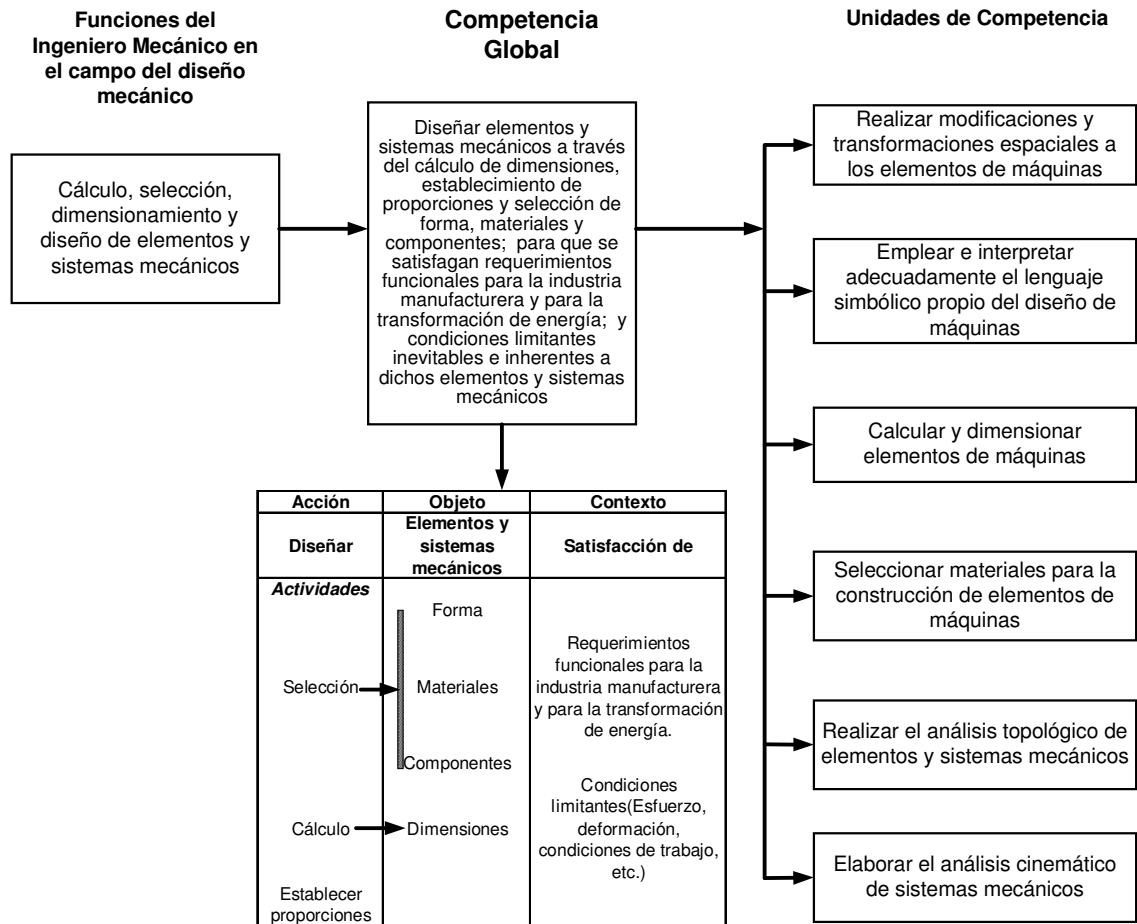 Funciones del
Ingeniero Mecánico en
el campo del diseño
mecánico
Competencia
Global
Unidades de Competencia
Cálculo, selección,
dimensionamiento y
diseño de elementos y
sistemas mecánicos
Diseñar elementos y
sistemas mecánicos a través
del cálculo de dimensiones,
establecimiento de
proporciones y selección de
forma, materiales y
componentes; para que se
satisfagan requerimientos
funcionales para la industria
manufacturera y para la
transformación de energía; y
condiciones limitantes
inevitables e inherentes a
dichos elementos y sistemas
mecánicos
Realizar modificaciones y
transformaciones espaciales a
los elementos de máquinas
Emplear e interpretar
adecuadamente el lenguaje
simbólico propio del diseño de
máquinas
Calcular y dimensionar
elementos de máquinas
Seleccionar materiales para la
construcción de elementos de
máquinas
Realizar el análisis topológico de
elementos y sistemas mecánicos
Elaborar el análisis cinemático
de sistemas mecánicos
Acción
Objeto
Contexto
Diseñar
Elementos y
sistemas
mecánicos
Satisfacción de
Actividades
Selección
Cálculo
Establecer
proporciones
Forma
Materiales
Componentes
Dimensiones
Requerimientos
funcionales para la
industria manufacturera
y para la transformación
de energía.
Condiciones
limitantes(Esfuerzo,
deformación,
condiciones de trabajo,
etc.)